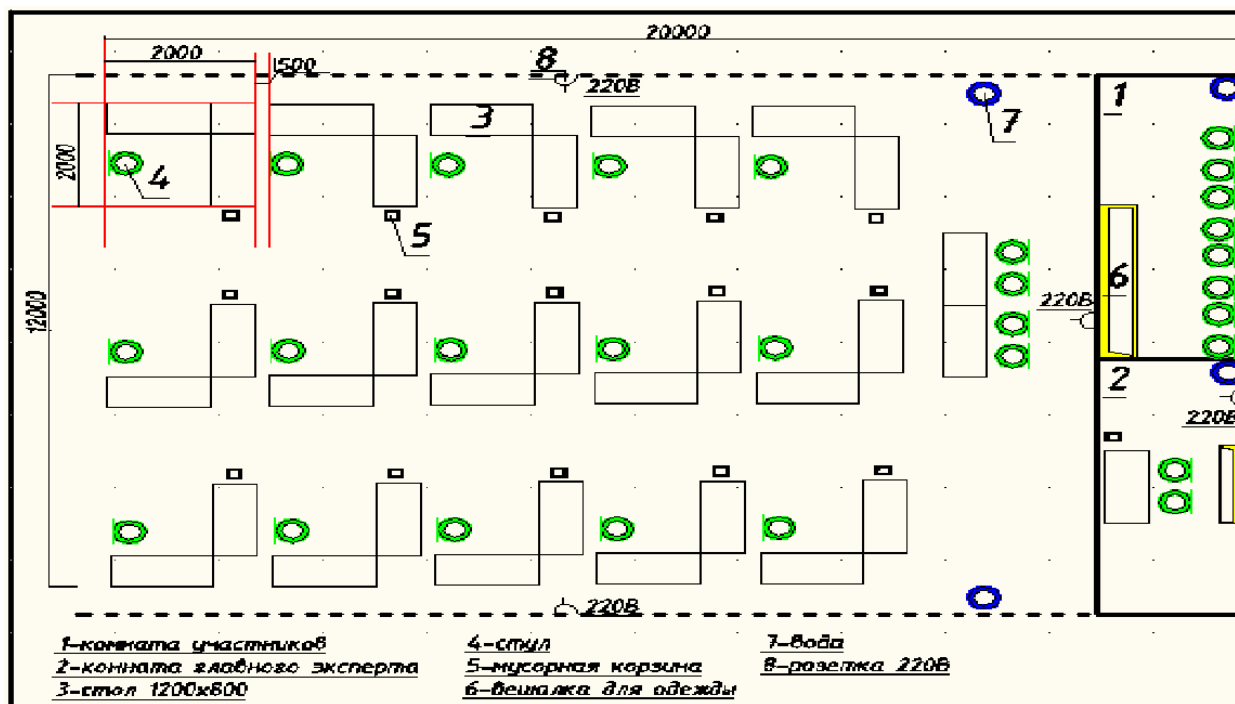 20000
2000
1500
8
220В
1
3
7
2000
4
5
6
220В
12000
2
220В
220В
1-комната участников
2-комната главного эксперта
3-стол 1200х600
4-стул
5-мусорная корзина
6-вешалка для одежды
7-вода
8-розетка 220В